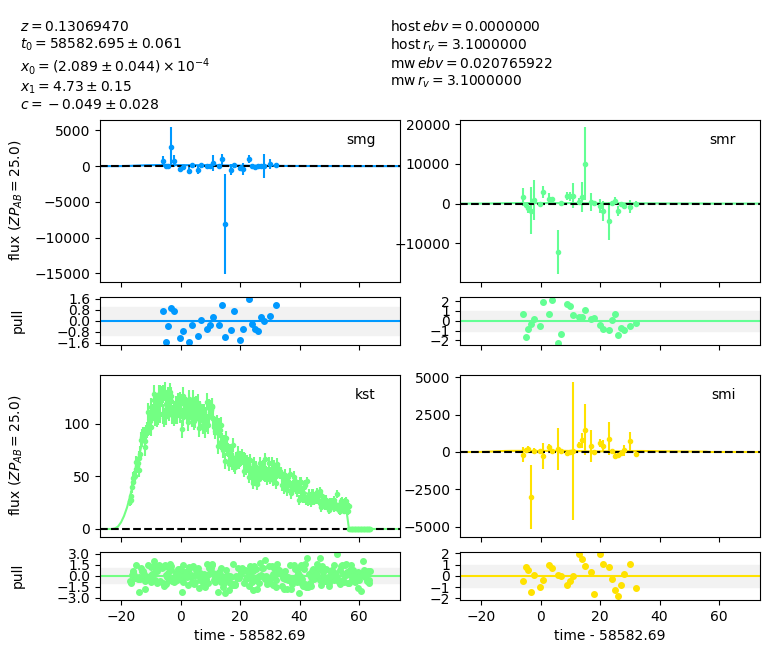 z = 0.13069470
t0 = 58582.695 ± 0.061
x0 = (2.089 ± 0.044) × 10^−4
x1 = 4.73 ± 0.15
c = −0.049 ± 0.028
host ebv = 0.0000000
host rv = 3.1000000
mw ebv = 0.020765922
mw rv = 3.1000000
smg
5000
0
−5000
−10000
−15000
flux (ZP_AB = 25.0)
smr
20000
10000
0
−10000
1.6
0.8
0.0
−0.8
−1.6
pull
2
1
0
−1
−2
kst
100
50
0
flux (ZP_AB = 25.0)
smi
5000
2500
0
−2500
−5000
3.0
1.5
0.0
−1.5
−3.0
pull
2
1
0
−1
−2
−20 0 20 40 60
time - 58582.69
−20 0 20 40 60
time - 58582.69